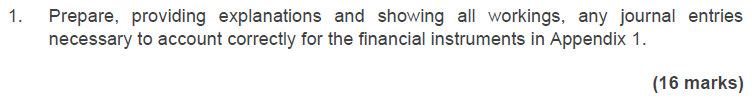 1. Prepare, providing explanations and showing all workings, any journal entries
necessary to account correctly for the financial instruments in Appendix 1.
(16 marks)